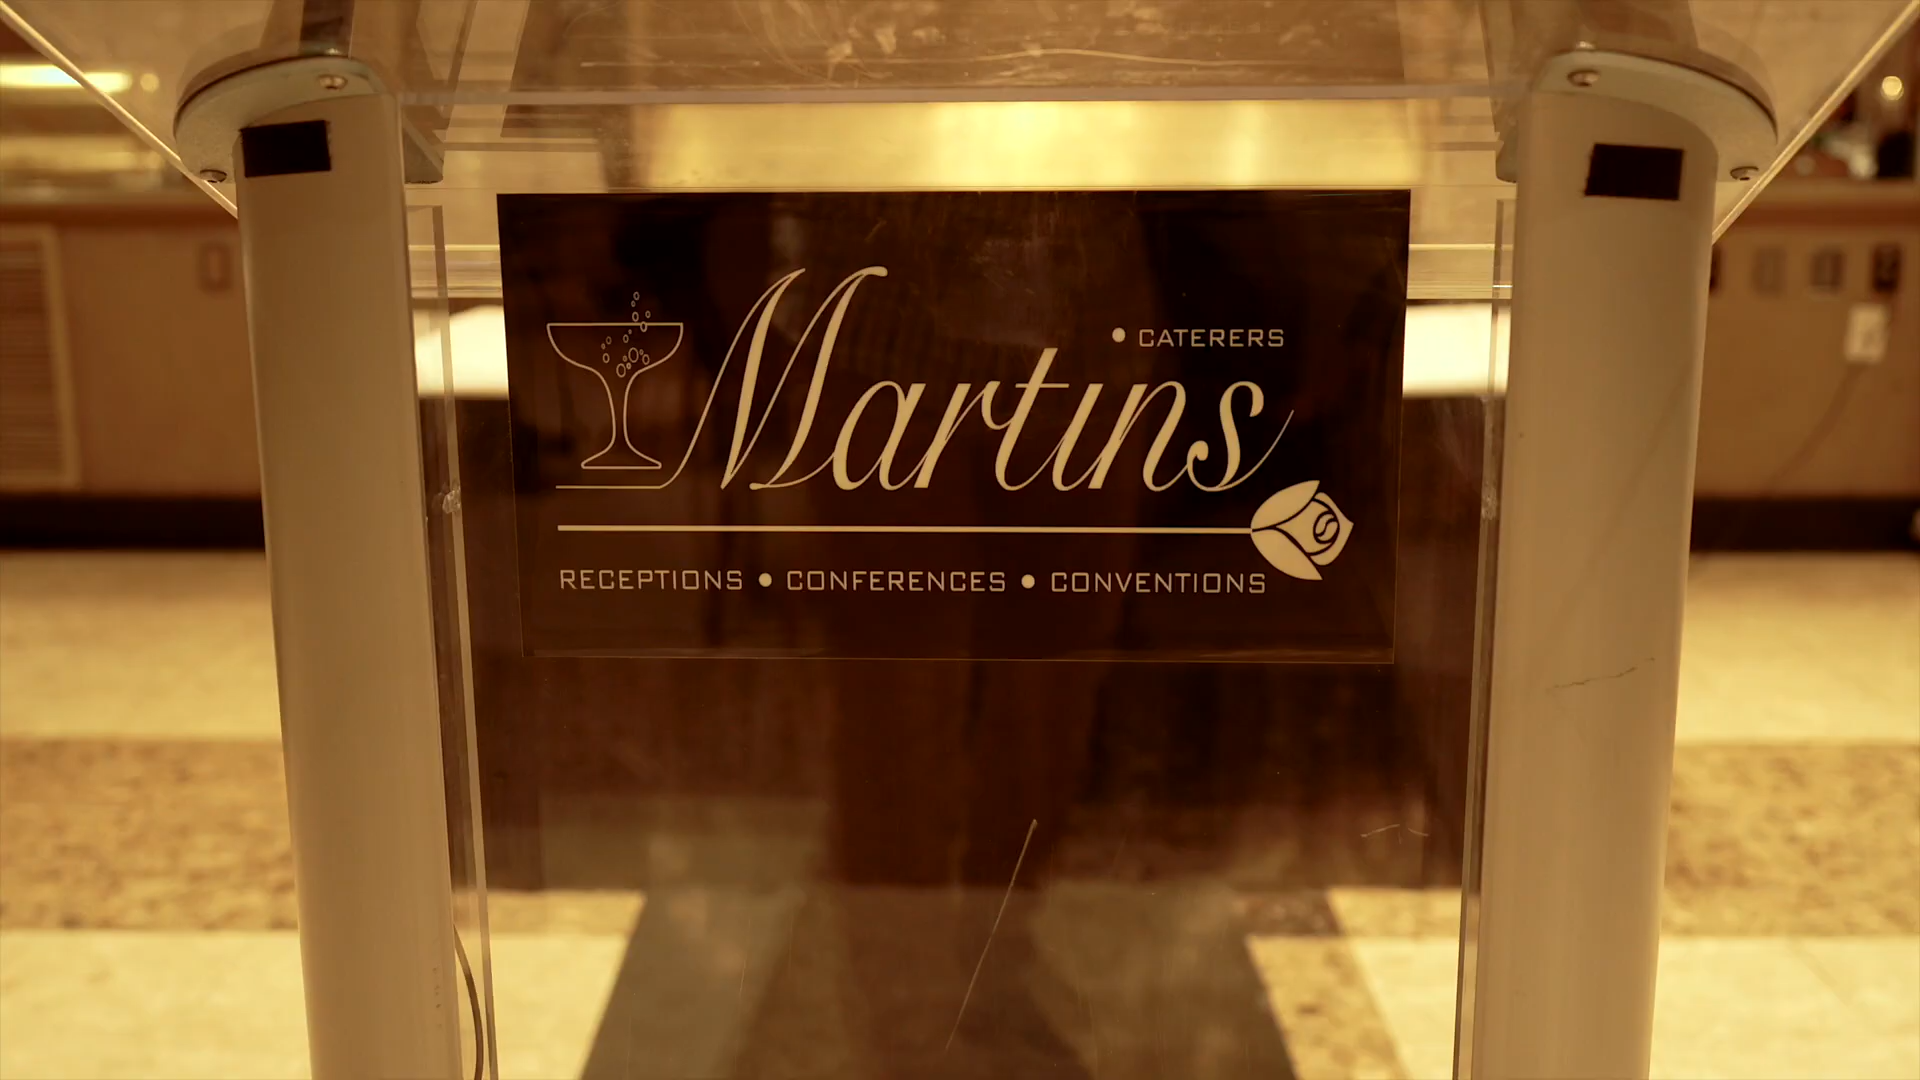 • CATERERS
Martins
RECEPTIONS • CONFERENCES • CONVENTIONS